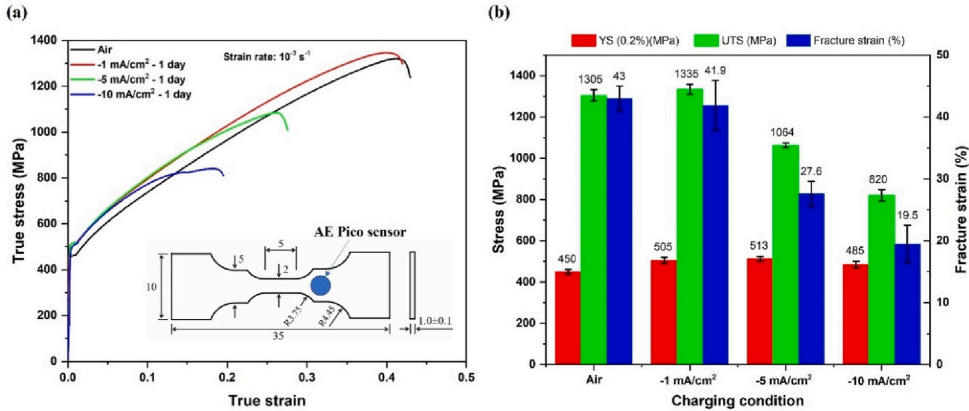 (a)
1400
1200
1000
800
600
400
200
0
True stress (MPa)
Air
-1 mA/cm² - 1 day
-5 mA/cm² - 1 day
-10 mA/cm² - 1 day
Strain rate: 10⁻³ s⁻¹
AE Pico sensor
5
5
2
10
R3.75
R4.45
35
1.0±0.1
0.0
0.1
0.2
0.3
0.4
0.5
True strain
(b)
YS (0.2%)(MPa)
UTS (MPa)
Fracture strain (%)
1400
1200
1000
800
600
400
200
0
Stress (MPa)
450
1305
43
505
1335
41.9
513
1064
27.6
485
820
19.5
50
40
30
20
10
0
Fracture strain (%)
Air
-1 mA/cm²
-5 mA/cm²
-10 mA/cm²
Charging condition